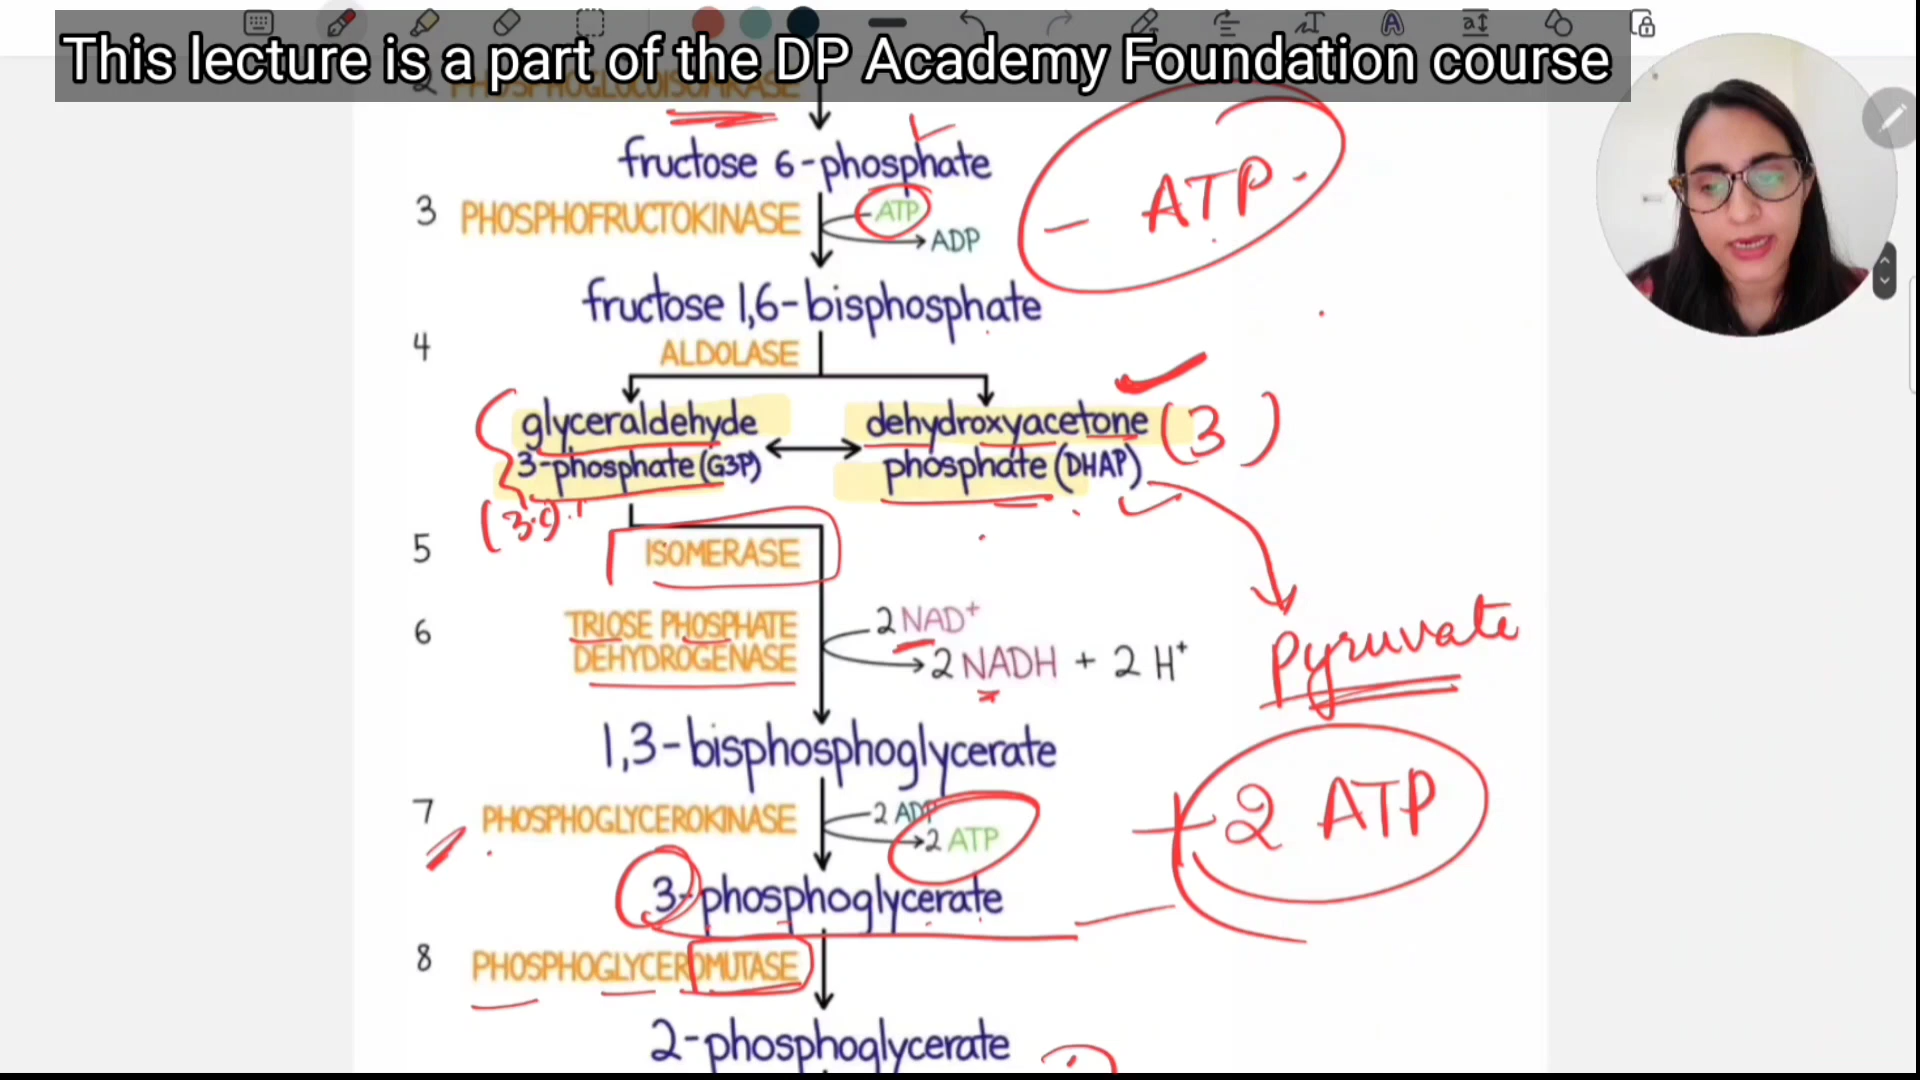 This lecture is a part of the DP Academy Foundation course
2 PHOSPHOGLUCOISOMRASE
fructose 6-phosphate
- ATP
3 PHOSPHOFRUCTOKINASE
ATP
ADP
fructose 1,6-bisphosphate
4 ALDOLASE
glyceraldehyde
3-phosphate (G3P)
dehydroxyacetone (3)
phosphate (DHAP)
(3.c)
5 ISOMERASE
6 TRIOSE PHOSPHATE
DEHYDROGENASE
2 NAD+
2 NADH + 2 H+
Pyruvate
1,3-bisphosphoglycerate
7 PHOSPHOGLYCEROKINASE
2 ADP
2 ATP
+2 ATP
3-phosphoglycerate
8 PHOSPHOGLYCEROMUTASE
2-phosphoglycerate